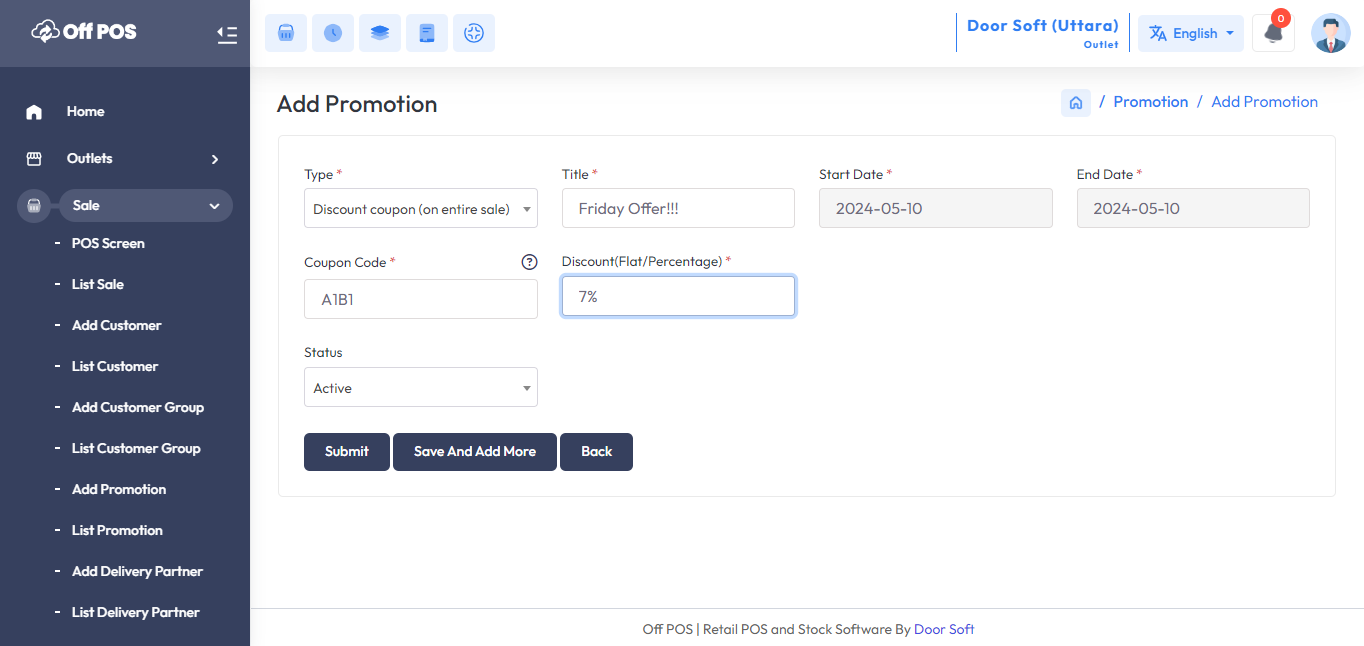 Off POS
Door Soft (Uttara)
Outlet
English
0
Home
Outlets
Sale
- POS Screen
- List Sale
- Add Customer
- List Customer
- Add Customer Group
- List Customer Group
- Add Promotion
- List Promotion
- Add Delivery Partner
- List Delivery Partner
Add Promotion
/ Promotion / Add Promotion
Type * Title * Start Date * End Date *
Discount coupon (on entire sale) Friday Offer!!! 2024-05-10 2024-05-10
Coupon Code * ? Discount(Flat/Percentage) *
A1B1 7%
Status
Active
Submit Save And Add More Back
Off POS | Retail POS and Stock Software By Door Soft